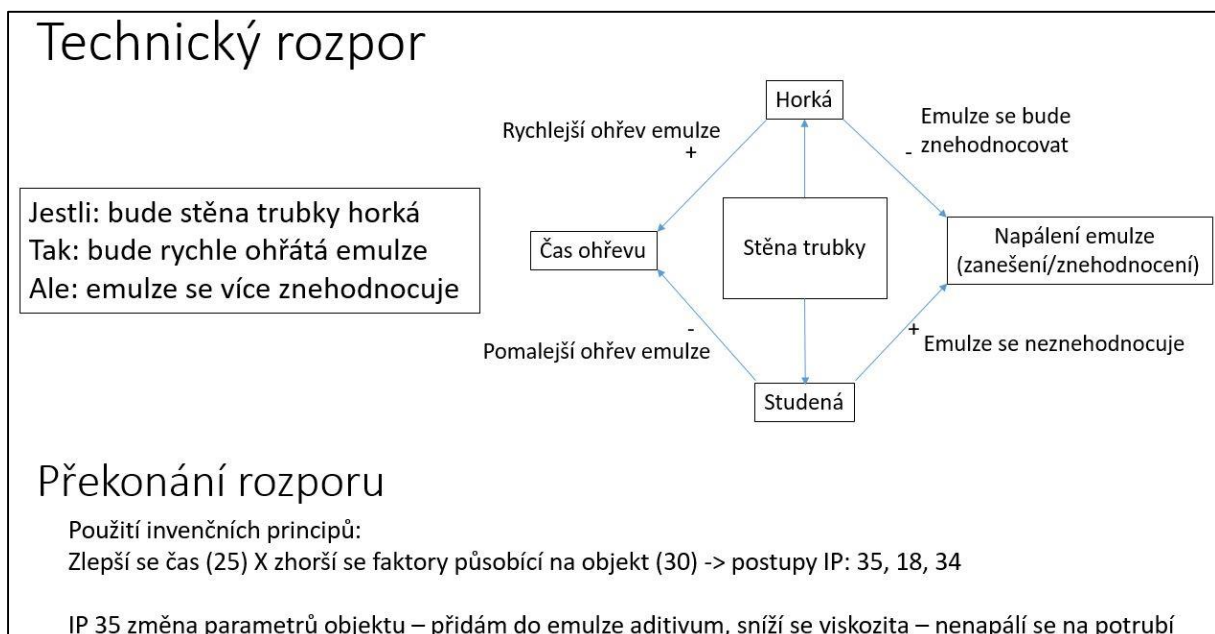 Technický rozpor
Horká
Rychlejší ohřev emulze
+
Emulze se bude
-
znehodnocovat
Jestli: bude stěna trubky horká
Tak: bude rychle ohřátá emulze
Ale: emulze se více znehodnocuje
Čas ohřevu
Stěna trubky
Napálení emulze
(zanešení/znehodnocení)
-
Pomalejší ohřev emulze
+
Emulze se neznehodnocuje
Studená
Překonání rozporu
Použití invenčních principů:
Zlepší se čas (25) X zhorší se faktory působící na objekt (30) -> postupy IP: 35, 18, 34
IP 35 změna parametrů objektu – přidám do emulze aditivum, sníží se viskozita – nenapálí se na potrubí